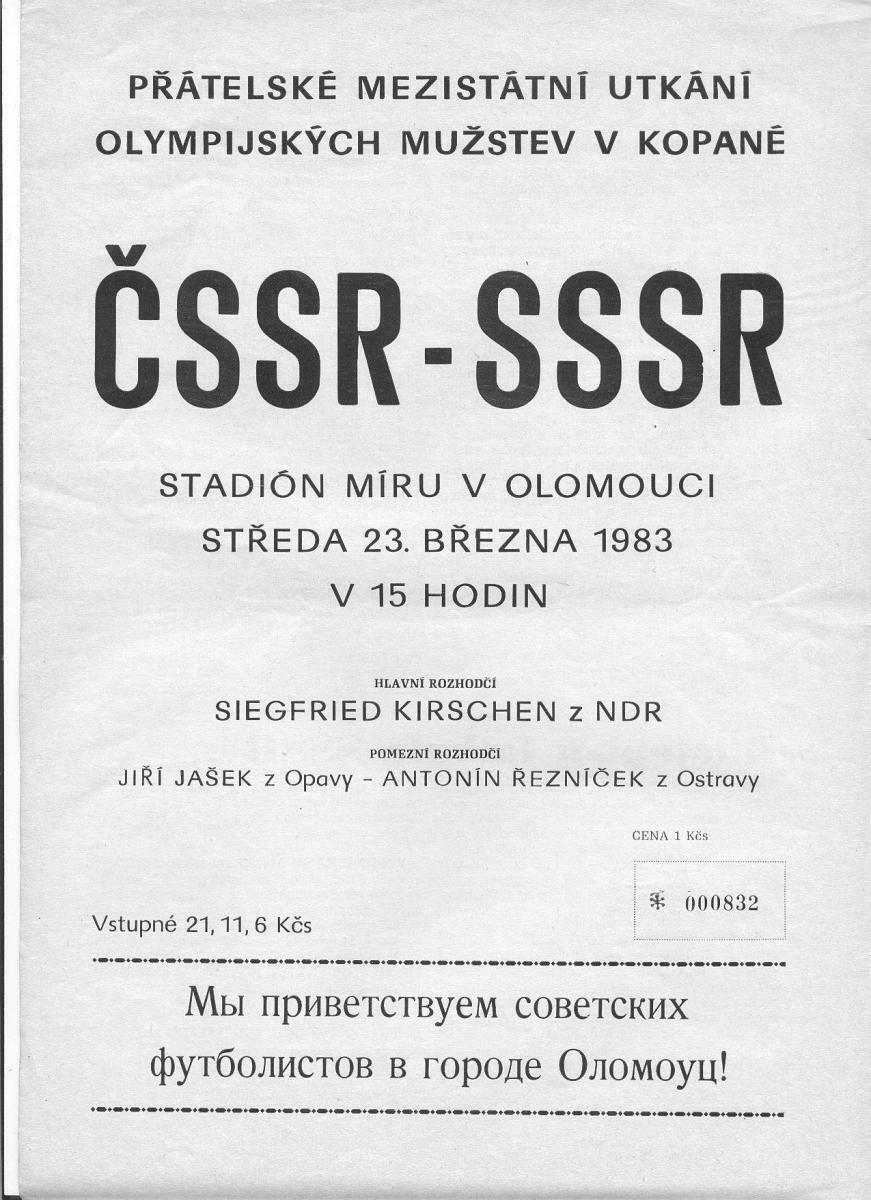 PŘÁTELSKÉ MEZISTÁTNÍ UTKÁNÍ
OLYMPIJSKÝCH MUŽSTEV V KOPANÉ
ČSSR - SSSR
STADIÓN MÍRU V OLOMOUCI
STŘEDA 23. BŘEZNA 1983
V 15 HODIN
HLAVNÍ ROZHODČÍ
SIEGFRIED KIRSCHEN z NDR
POMEZNÍ ROZHODČÍ
JIŘÍ JAŠEK z Opavy – ANTONÍN ŘEZNÍČEK z Ostravy
CENA 1 Kčs
000832
Vstupné 21, 11, 6 Kčs
Мы приветствуем советских
футболистов в городе Оломоуц!